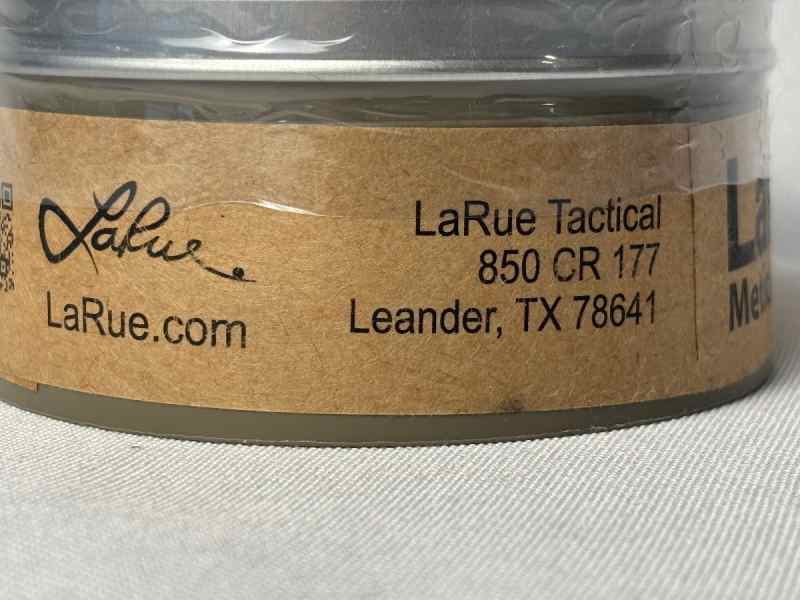 LaRue
LaRue.com
LaRue Tactical
850 CR 177
Leander, TX 78641